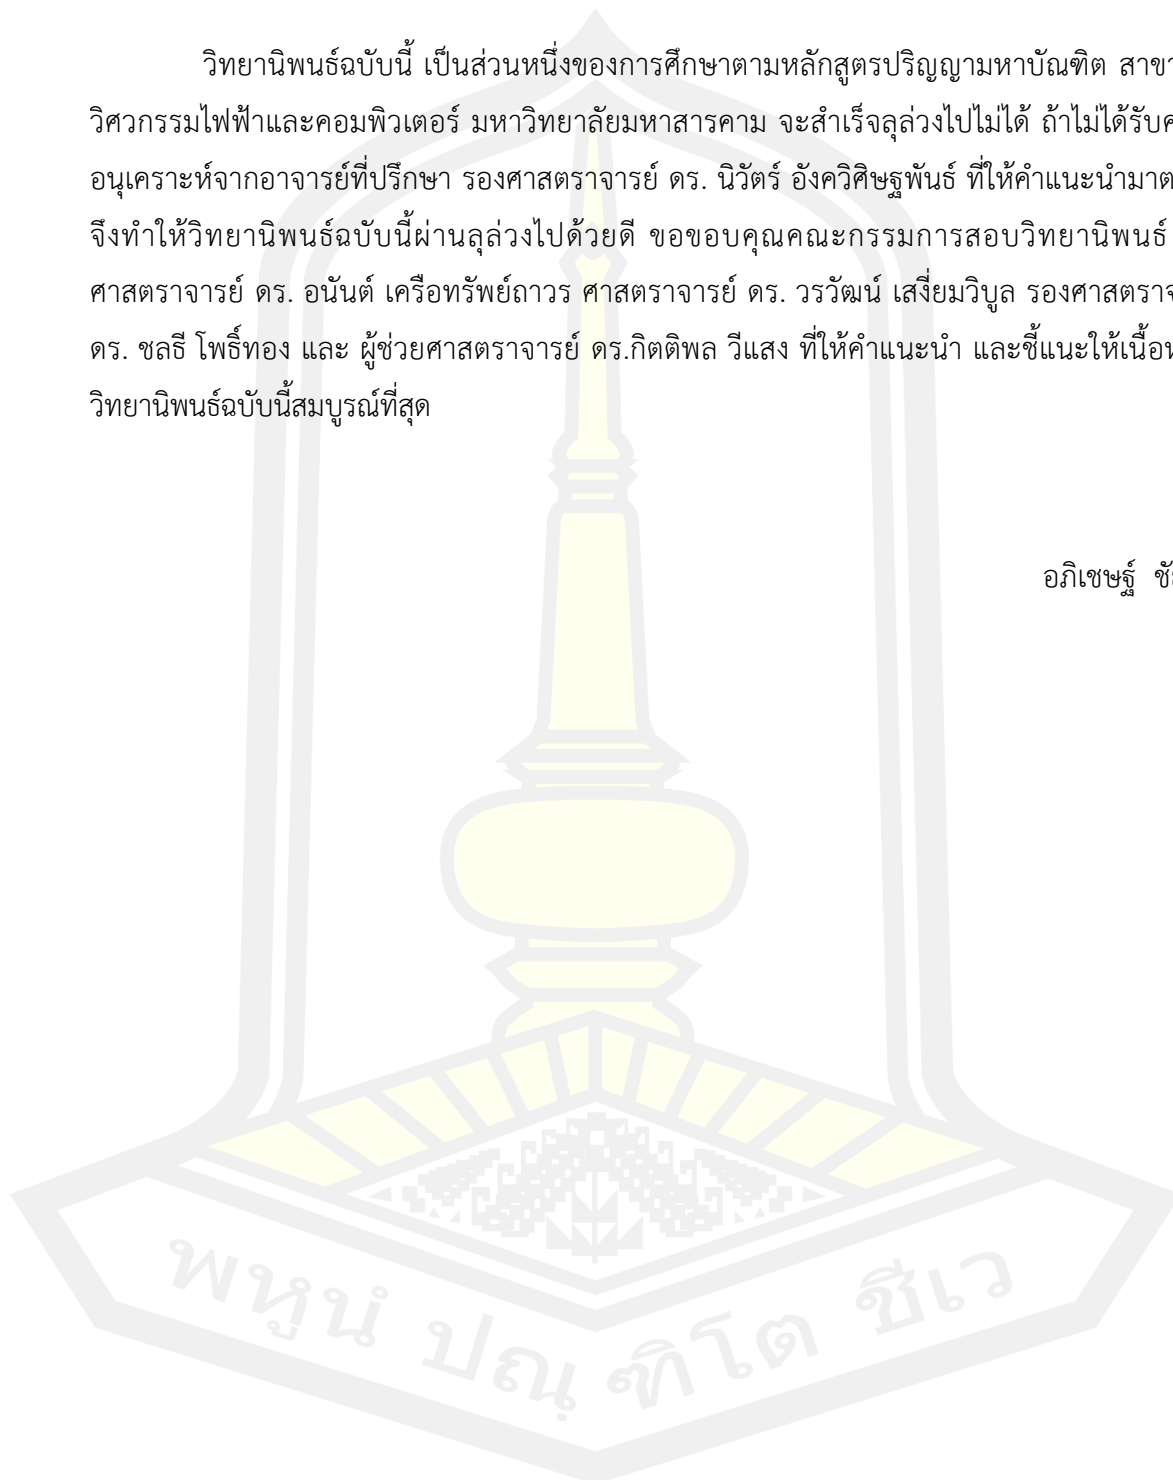 วิทยานิพนธ์ฉบับนี้ เป็นส่วนหนึ่งของการศึกษาตามหลักสูตรปริญญามหาบัณฑิต สาขา
วิศวกรรมไฟฟ้าและคอมพิวเตอร์ มหาวิทยาลัยมหาสารคาม จะสำเร็จลุล่วงไปไม่ได้ ถ้าไม่ได้รับ
อนุเคราะห์จากอาจารย์ที่ปรึกษา รองศาสตราจารย์ ดร. นิวัตร์ อังควิศิษฐพันธ์ ที่ให้คำแนะนำมา
จึงทำให้วิทยานิพนธ์ฉบับนี้ผ่านลุล่วงไปด้วยดี ขอขอบคุณคณะกรรมการสอบวิทยานิพนธ์
ศาสตราจารย์ ดร. อนันต์ เครือทรัพย์ถาวร ศาสตราจารย์ ดร. วรวัฒน์ เสงี่ยมวิบูล
ดร. ชลธี โพธิ์ทอง และ ผู้ช่วยศาสตราจารย์ ดร.กิตติพล วีแสง ที่ให้คำแนะนำ และชี้แนะให้
วิทยานิพนธ์ฉบับนี้สมบูรณ์ที่สุด
อภิเชษฐ์
พหูนํ ปณฺฑิโต ชีเว